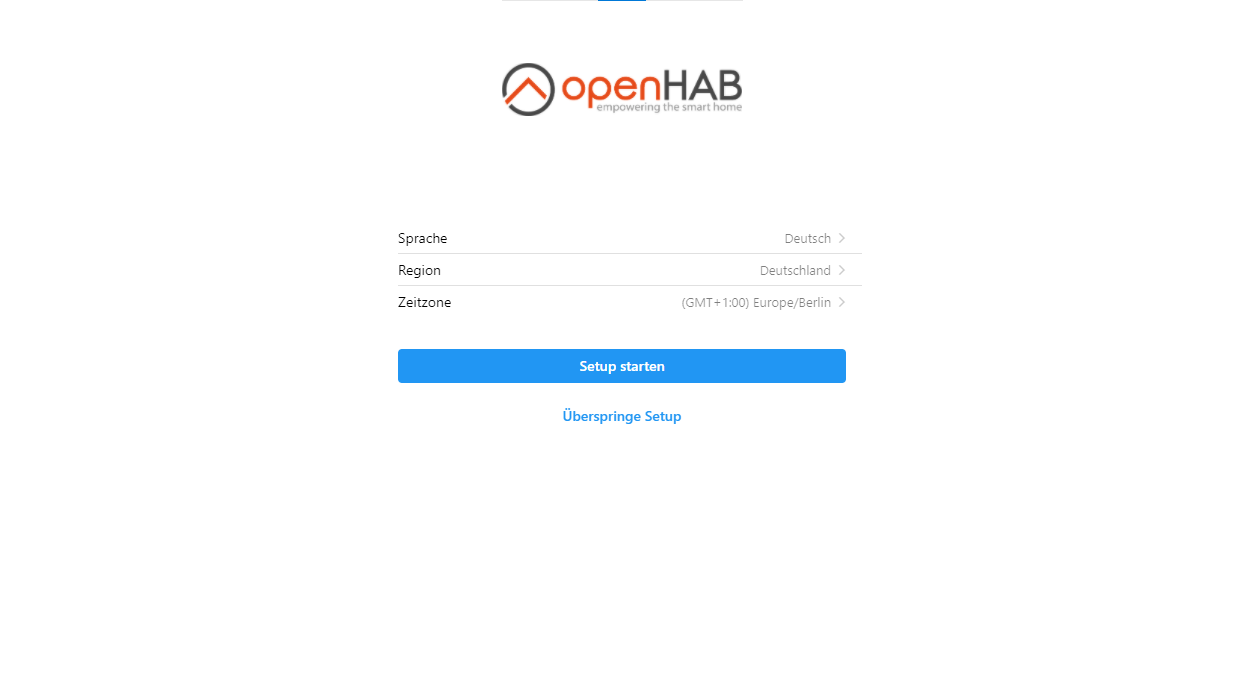 openHAB
empowering the smart home
Sprache Deutsch
Region Deutschland
Zeitzone (GMT+1:00) Europe/Berlin
Setup starten
Überspringe Setup